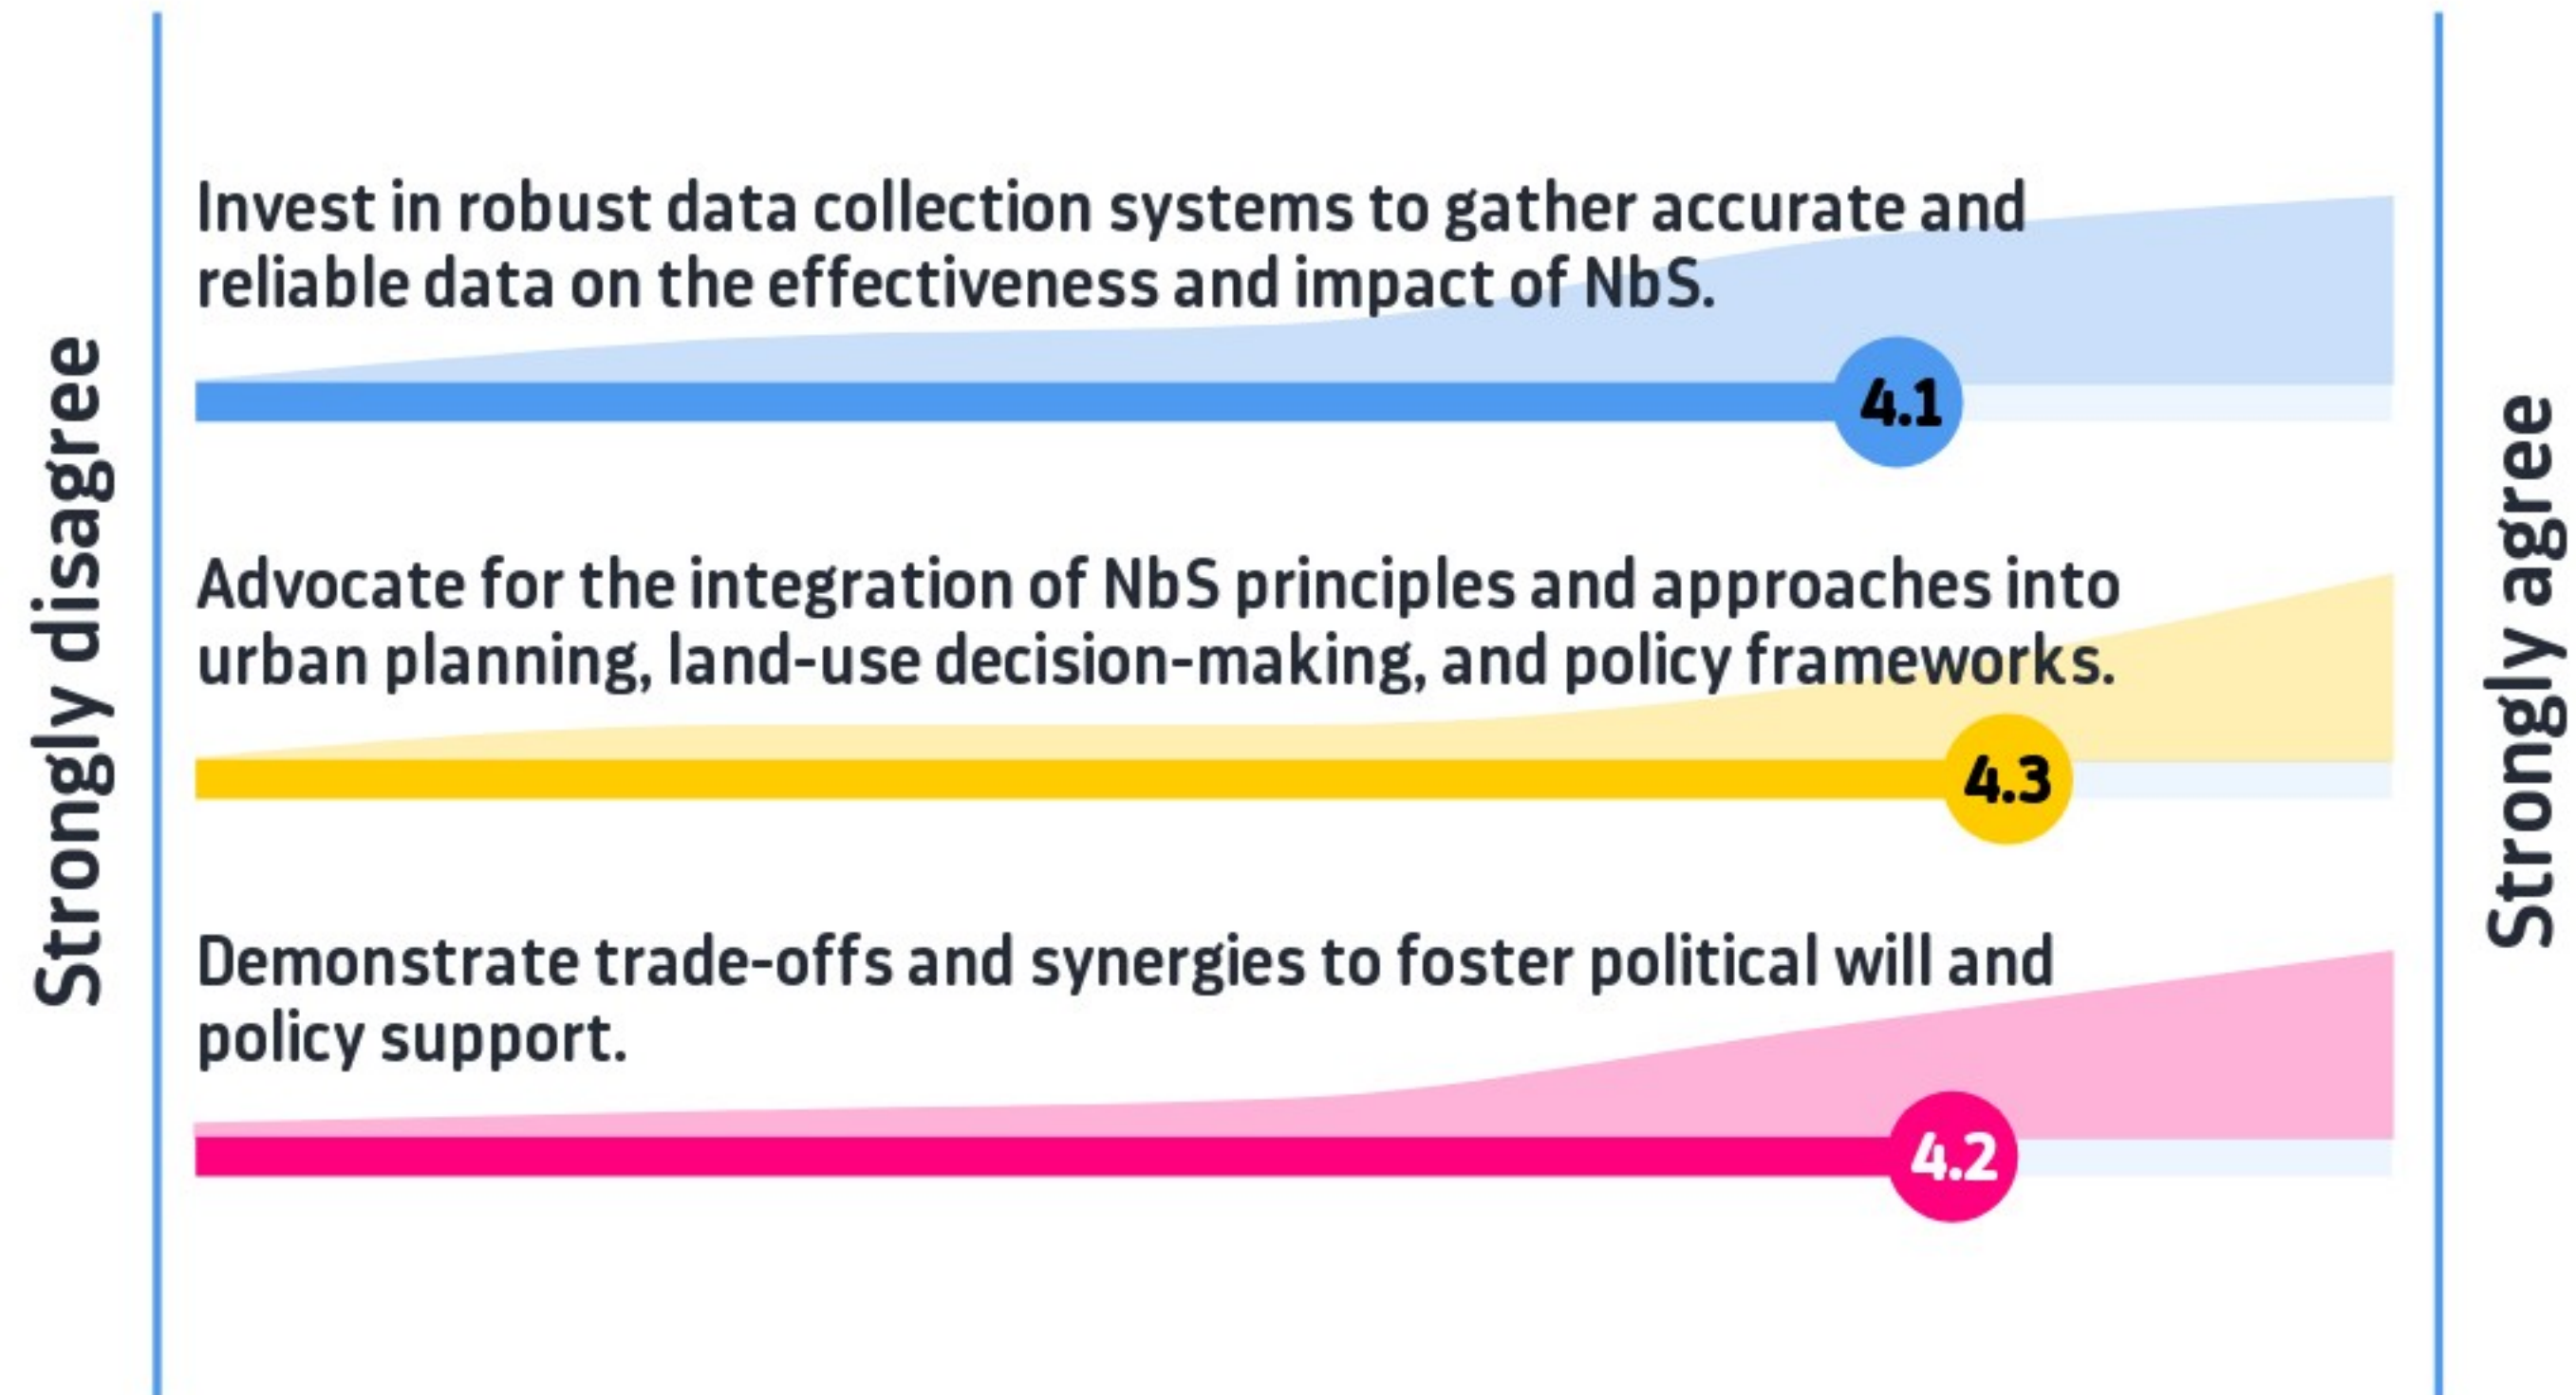 Strongly disagree
Invest in robust data collection systems to gather accurate and
reliable data on the effectiveness and impact of NbS.
4.1
Advocate for the integration of NbS principles and approaches into
urban planning, land-use decision-making, and policy frameworks.
4.3
Demonstrate trade-offs and synergies to foster political will and
policy support.
4.2
Strongly agree